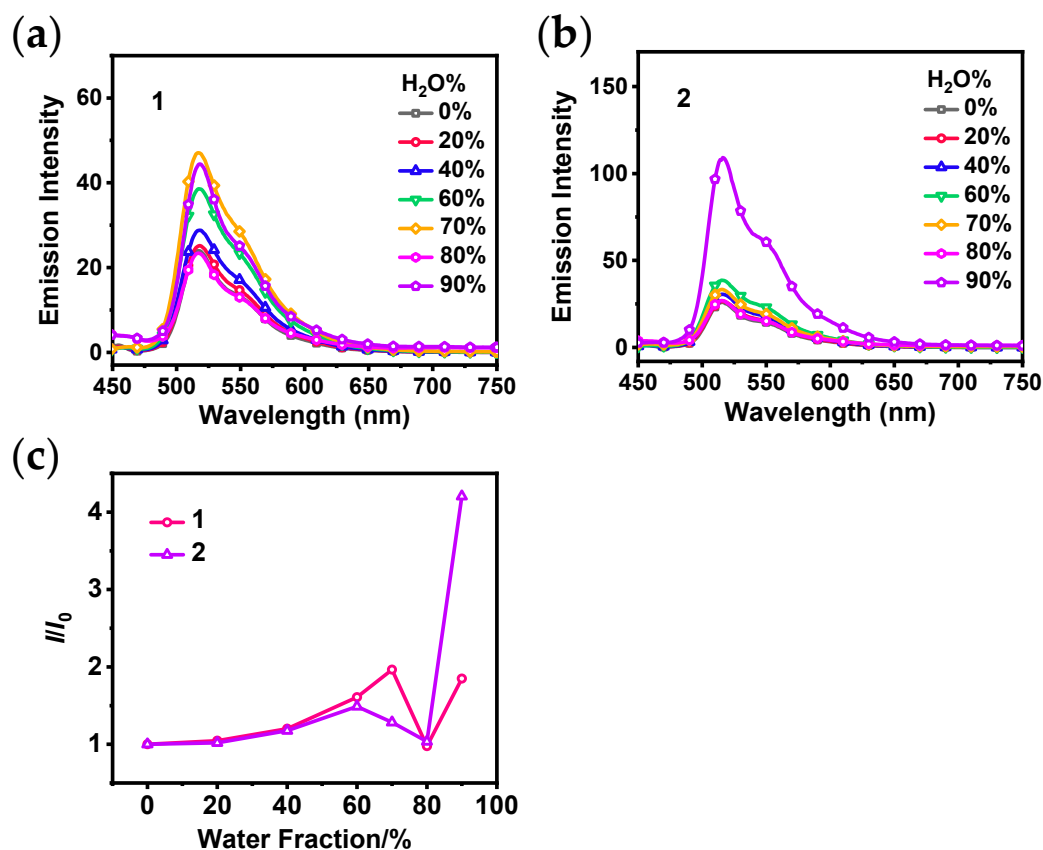 (a)
60
40
20
0
Emission Intensity
1
H₂O%
0%
20%
40%
60%
70%
80%
90%
450 500 550 600 650 700 750
Wavelength (nm)
(b)
150
100
50
0
Emission Intensity
2
H₂O%
0%
20%
40%
60%
70%
80%
90%
450 500 550 600 650 700 750
Wavelength (nm)
(c)
4
3
2
1
I/I₀
1
2
0 20 40 60 80 100
Water Fraction/%